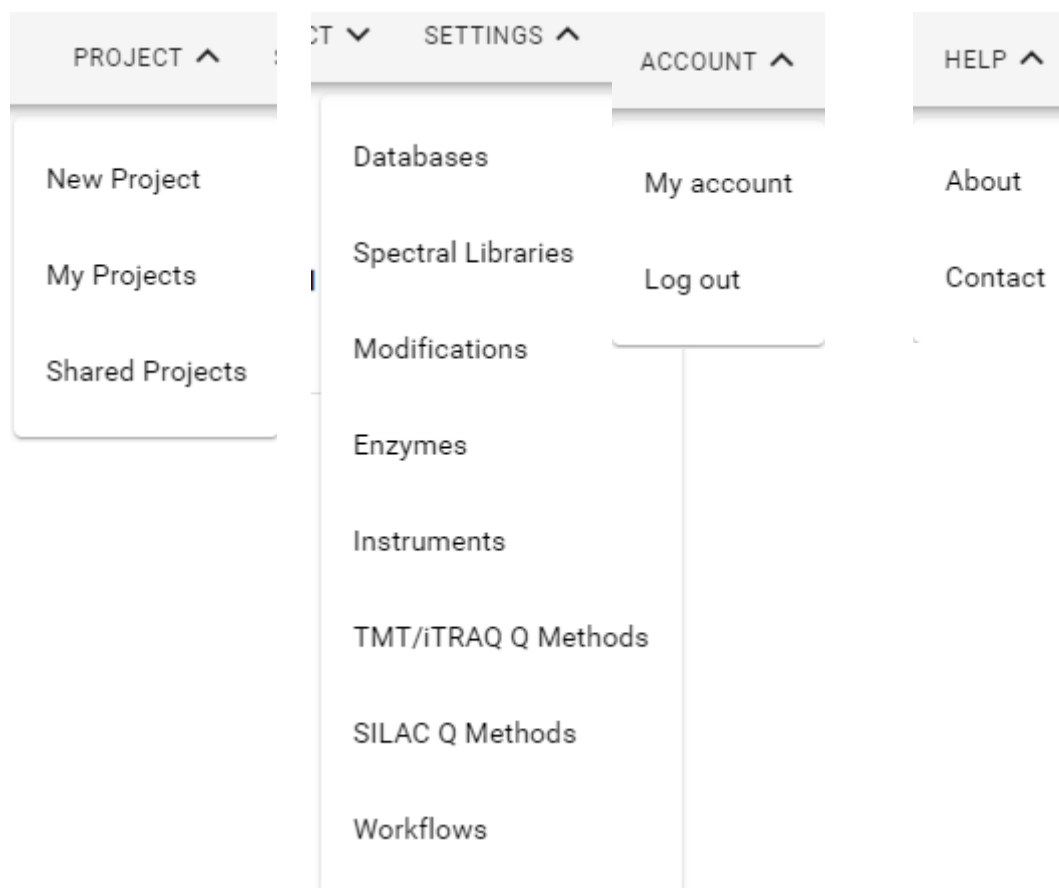 PROJECT
New Project
My Projects
Shared Projects
CT
SETTINGS
Databases
Spectral Libraries
Modifications
Enzymes
Instruments
TMT/iTRAQ Q Methods
SILAC Q Methods
Workflows
ACCOUNT
My account
Log out
HELP
About
Contact